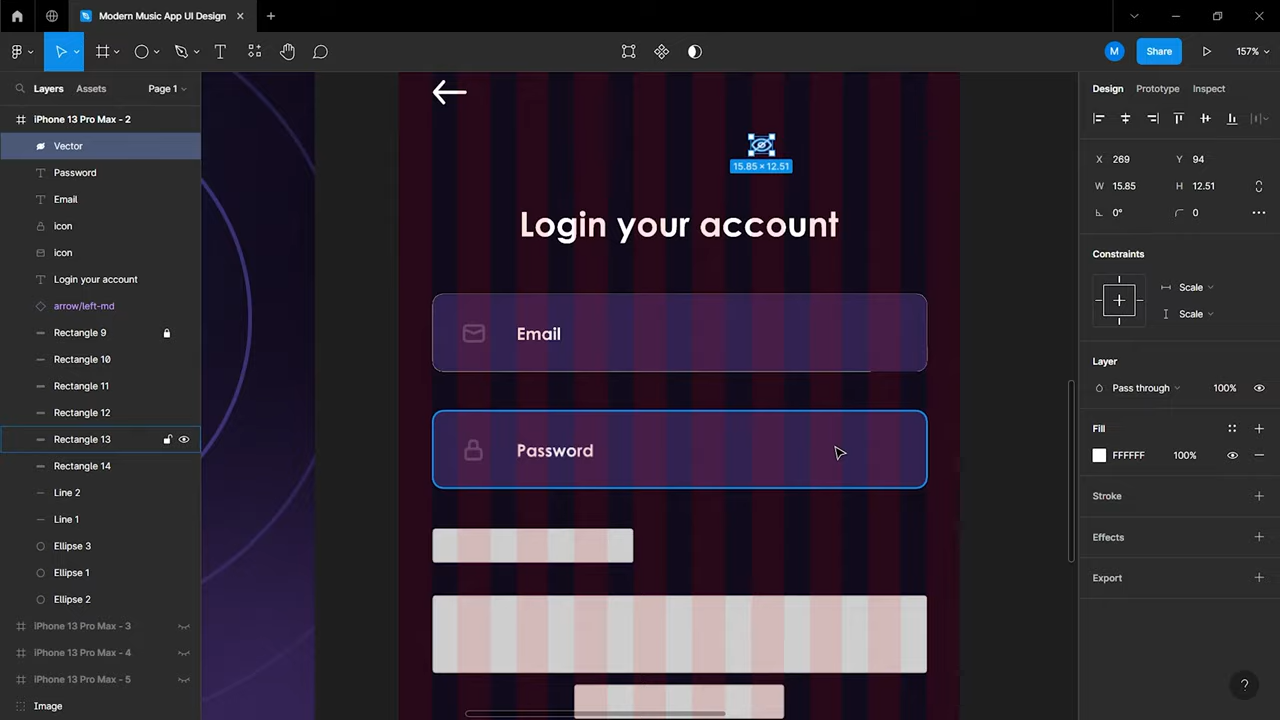 Modern Music App UI Design
M
Share
157%
Layers
Assets
Page 1
Design
Prototype
Inspect
iPhone 13 Pro Max - 2
Vector
Password
Email
icon
icon
Login your account
arrow/left-md
Rectangle 9
Rectangle 10
Rectangle 11
Rectangle 12
Rectangle 13
Rectangle 14
Line 2
Line 1
Ellipse 3
Ellipse 1
Ellipse 2
iPhone 13 Pro Max - 3
iPhone 13 Pro Max - 4
iPhone 13 Pro Max - 5
Image
15.85 × 12.51
Login your account
Email
Password
X 269 Y 94
W 15.85 H 12.51
0° 0
Constraints
Scale
Scale
Layer
Pass through 100%
Fill
FFFFFF 100%
Stroke
Effects
Export
?